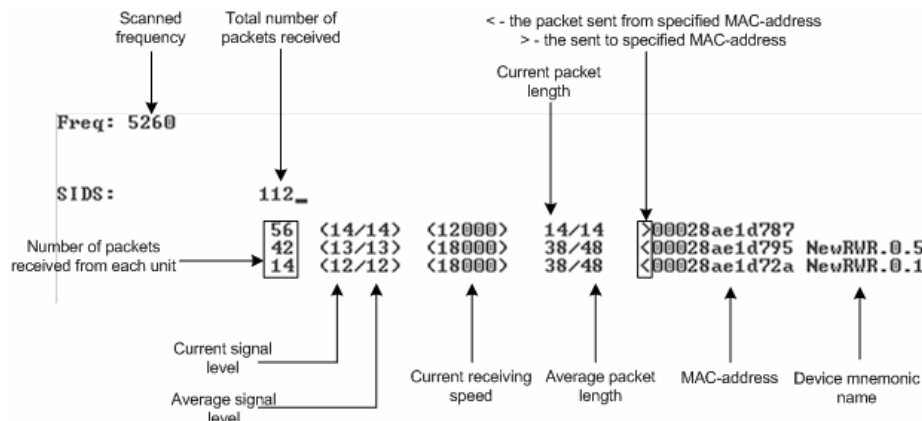 Scanned
frequency
Total number of
packets received
< - the packet sent from specified MAC-address
> - the sent to specified MAC-address
Current packet
length
Freq: 5260
SIDS: 112_
56 (14/14) (12000) 14/14 >00028ae1d787
42 (13/13) (18000) 38/48 <00028ae1d795 NewRWR.0.5
14 (12/12) (18000) 38/48 <00028ae1d72a NewRWR.0.1
Number of packets
received from each unit
Current signal
level
Average signal
level
Current receiving
speed
Average packet
length
MAC-address
Device mnemonic
name